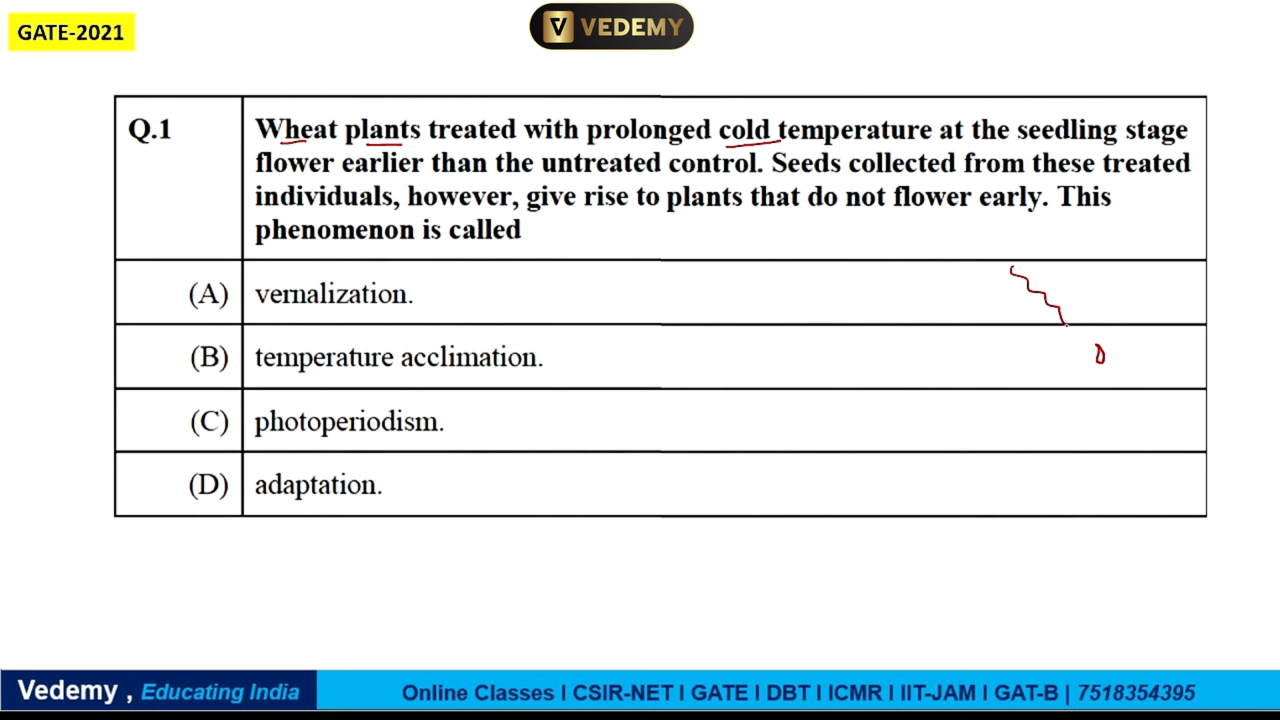 GATE-2021
VEDEMY
Q.1
Wheat plants treated with prolonged cold temperature at the seedling stage
flower earlier than the untreated control. Seeds collected from these treated
individuals, however, give rise to plants that do not flower early. This
phenomenon is called
(A) vernalization.
(B) temperature acclimation.
(C) photoperiodism.
(D) adaptation.
Vedemy , Educating India
Online Classes I CSIR-NET I GATE I DBT I ICMR I IIT-JAM I GAT-B | 7518354395